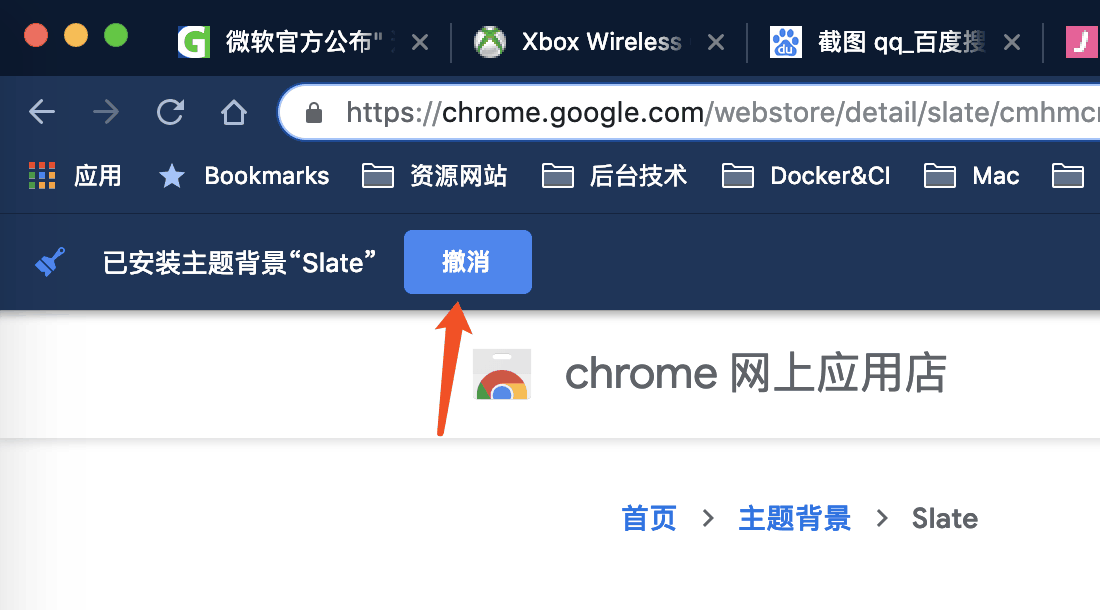 微软官方公布"
Xbox Wireless
截图 qq_百度搜
https://chrome.google.com/webstore/detail/slate/cmhmcr
应用
Bookmarks
资源网站
后台技术
Docker&CI
Mac
已安装主题背景“Slate”
撤消
chrome 网上应用店
首页 > 主题背景 > Slate